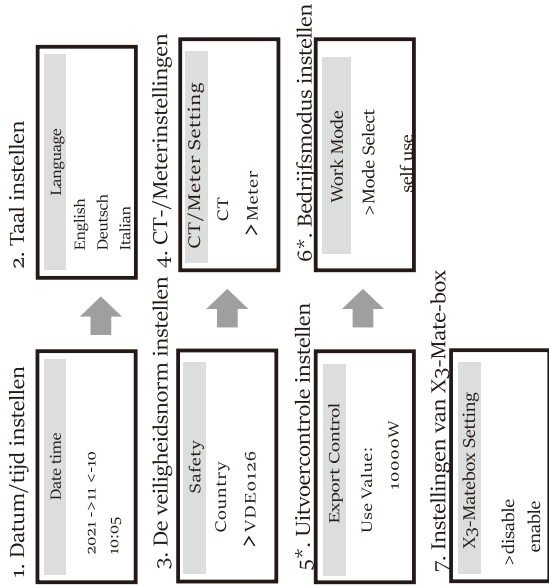 1. Datum/tijd instellen
Date time
2021 ->11 <-10
10:05
2. Taal instellen
Language
English
Deutsch
Italian
3. De veiligheidsnorm instellen
Safety
Country
>VDE0126
4. CT-/Meterinstellingen
CT/Meter Setting
CT
>Meter
5*. Uitvoercontrole instellen
Export Control
Use Value:
10000W
6*. Bedrijfsmodus instellen
Work Mode
>Mode Select
self use
7. Instellingen van X3-Mate-box
X3-Matebox Setting
>disable
enable